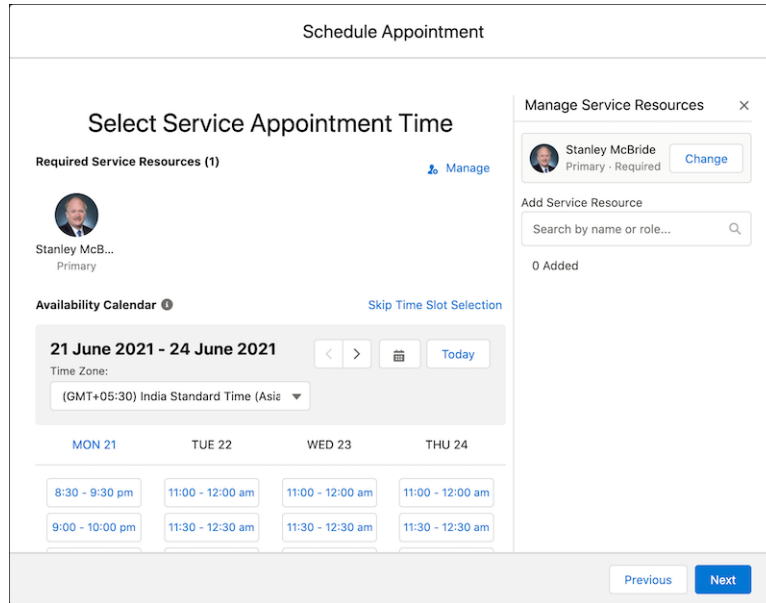 Schedule Appointment
Select Service Appointment Time
Required Service Resources (1)
Manage
Stanley McB...
Primary
Availability Calendar
Skip Time Slot Selection
21 June 2021 - 24 June 2021
Today
Time Zone:
(GMT+05:30) India Standard Time (Asia
MON 21 TUE 22 WED 23 THU 24
8:30 - 9:30 pm 11:00 - 12:00 am 11:00 - 12:00 am 11:00 - 12:00 am
9:00 - 10:00 pm 11:30 - 12:30 am 11:30 - 12:30 am 11:30 - 12:30 am
Manage Service Resources
Stanley McBride
Primary · Required
Change
Add Service Resource
Search by name or role...
0 Added
Previous
Next